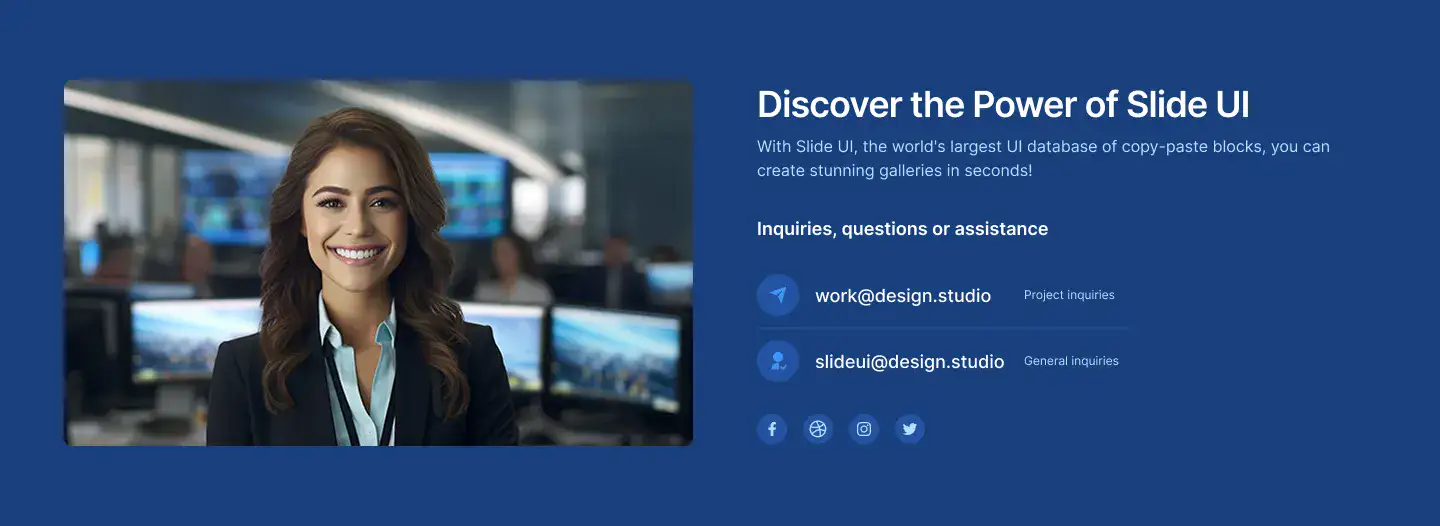 Discover the Power of Slide UI
With Slide UI, the world's largest UI database of copy-paste blocks, you can
create stunning galleries in seconds!
Inquiries, questions or assistance
work@design.studio Project inquiries
slideui@design.studio General inquiries